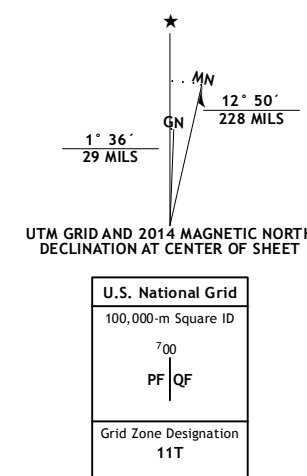 ★
MN
GN
12° 50´
228 MILS
1° 36´
29 MILS
UTM GRID AND 2014 MAGNETIC NORTH
DECLINATION AT CENTER OF SHEET
U.S. National Grid
100,000-m Square ID
⁷00
PF QF
Grid Zone Designation
11T